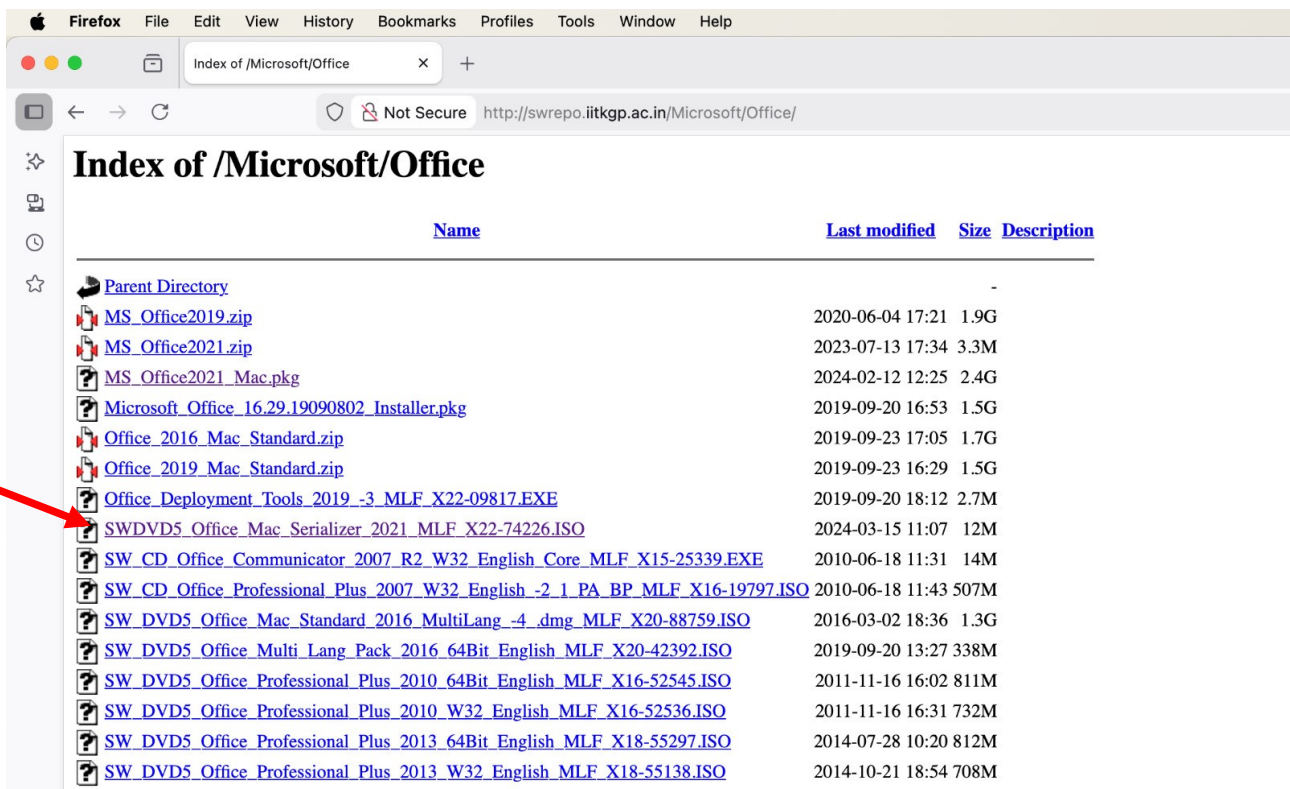 Firefox File Edit View History Bookmarks Profiles Tools Window Help
Index of /Microsoft/Office
Not Secure http://swrepo.iitkgp.ac.in/Microsoft/Office/
Index of /Microsoft/Office
Name Last modified Size Description
Parent Directory -
MS_Office2019.zip 2020-06-04 17:21 1.9G
MS_Office2021.zip 2023-07-13 17:34 3.3M
MS_Office2021_Mac.pkg 2024-02-12 12:25 2.4G
Microsoft_Office_16.29.19090802_Installer.pkg 2019-09-20 16:53 1.5G
Office_2016_Mac_Standard.zip 2019-09-23 17:05 1.7G
Office_2019_Mac_Standard.zip 2019-09-23 16:29 1.5G
Office_Deployment_Tools_2019_-3_MLF_X22-09817.EXE 2019-09-20 18:12 2.7M
SWDVD5_Office_Mac_Serializer_2021_MLF_X22-74226.ISO 2024-03-15 11:07 12M
SW_CD_Office_Communicator_2007_R2_W32_English_Core_MLF_X15-25339.EXE 2010-06-18 11:31 14M
SW_CD_Office_Professional_Plus_2007_W32_English_-2_1_PA_BP_MLF_X16-19797.ISO 2010-06-18 11:43 507M
SW_DVD5_Office_Mac_Standard_2016_MultiLang_-4_.dmg_MLF_X20-88759.ISO 2016-03-02 18:36 1.3G
SW_DVD5_Office_Multi_Lang_Pack_2016_64Bit_English_MLF_X20-42392.ISO 2019-09-20 13:27 338M
SW_DVD5_Office_Professional_Plus_2010_64Bit_English_MLF_X16-52545.ISO 2011-11-16 16:02 811M
SW_DVD5_Office_Professional_Plus_2010_W32_English_MLF_X16-52536.ISO 2011-11-16 16:31 732M
SW_DVD5_Office_Professional_Plus_2013_64Bit_English_MLF_X18-55297.ISO 2014-07-28 10:20 812M
SW_DVD5_Office_Professional_Plus_2013_W32_English_MLF_X18-55138.ISO 2014-10-21 18:54 708M